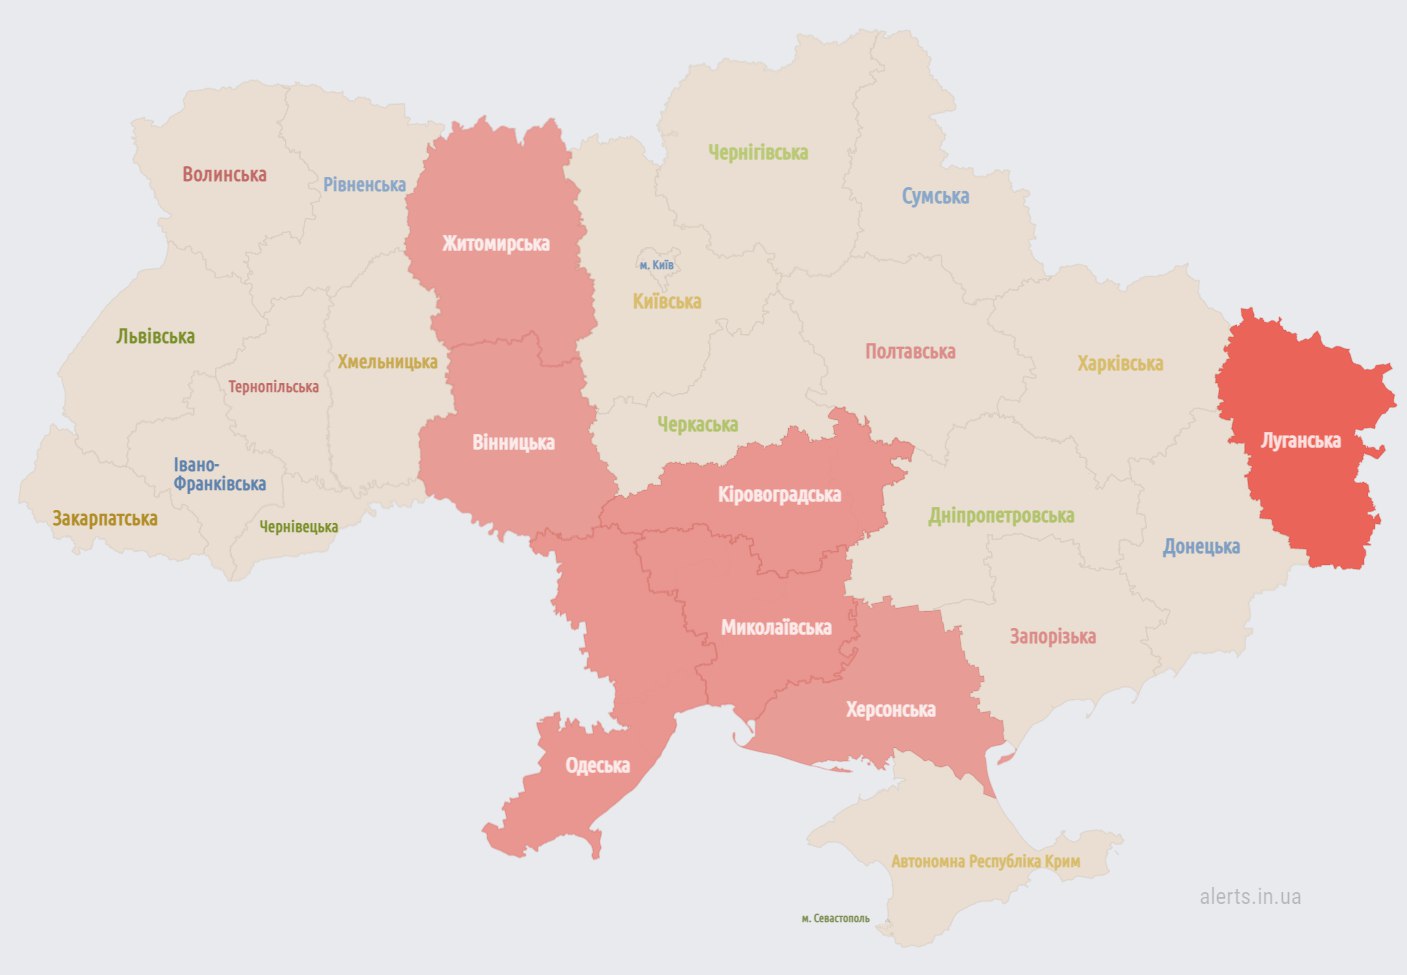 Чернігівська
Волинська
Рівненська
Сумська
Житомирська
м. Київ
Київська
Львівська
Полтавська
Хмельницька
Харківська
Тернопільська
Черкаська
Вінницька
Луганська
Івано-
Франківська
Кіровоградська
Дніпропетровська
Закарпатська
Чернівецька
Донецька
Миколаївська
Запорізька
Херсонська
Одеська
Автономна Республіка Крим
alerts.in.ua
м. Севастополь